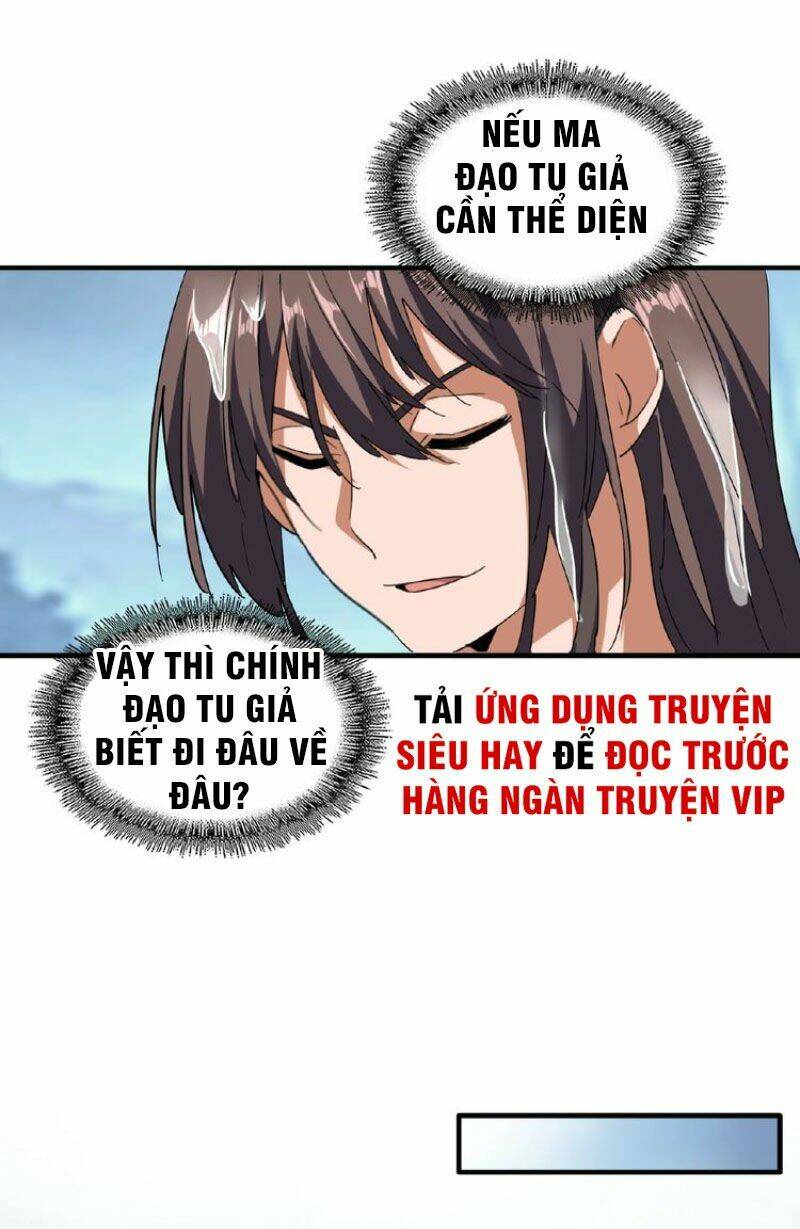 NẾU MA
ĐẠO TU GIẢ
CẦN THỂ DIỆN
VẬY THÌ CHÍNH
ĐẠO TU GIẢ
BIẾT ĐI ĐÂU VỀ
ĐÂU?
TẢI ỨNG DỤNG TRUYỆN
SIÊU HAY ĐỂ ĐỌC TRƯỚC
HÀNG NGÀN TRUYỆN VIP